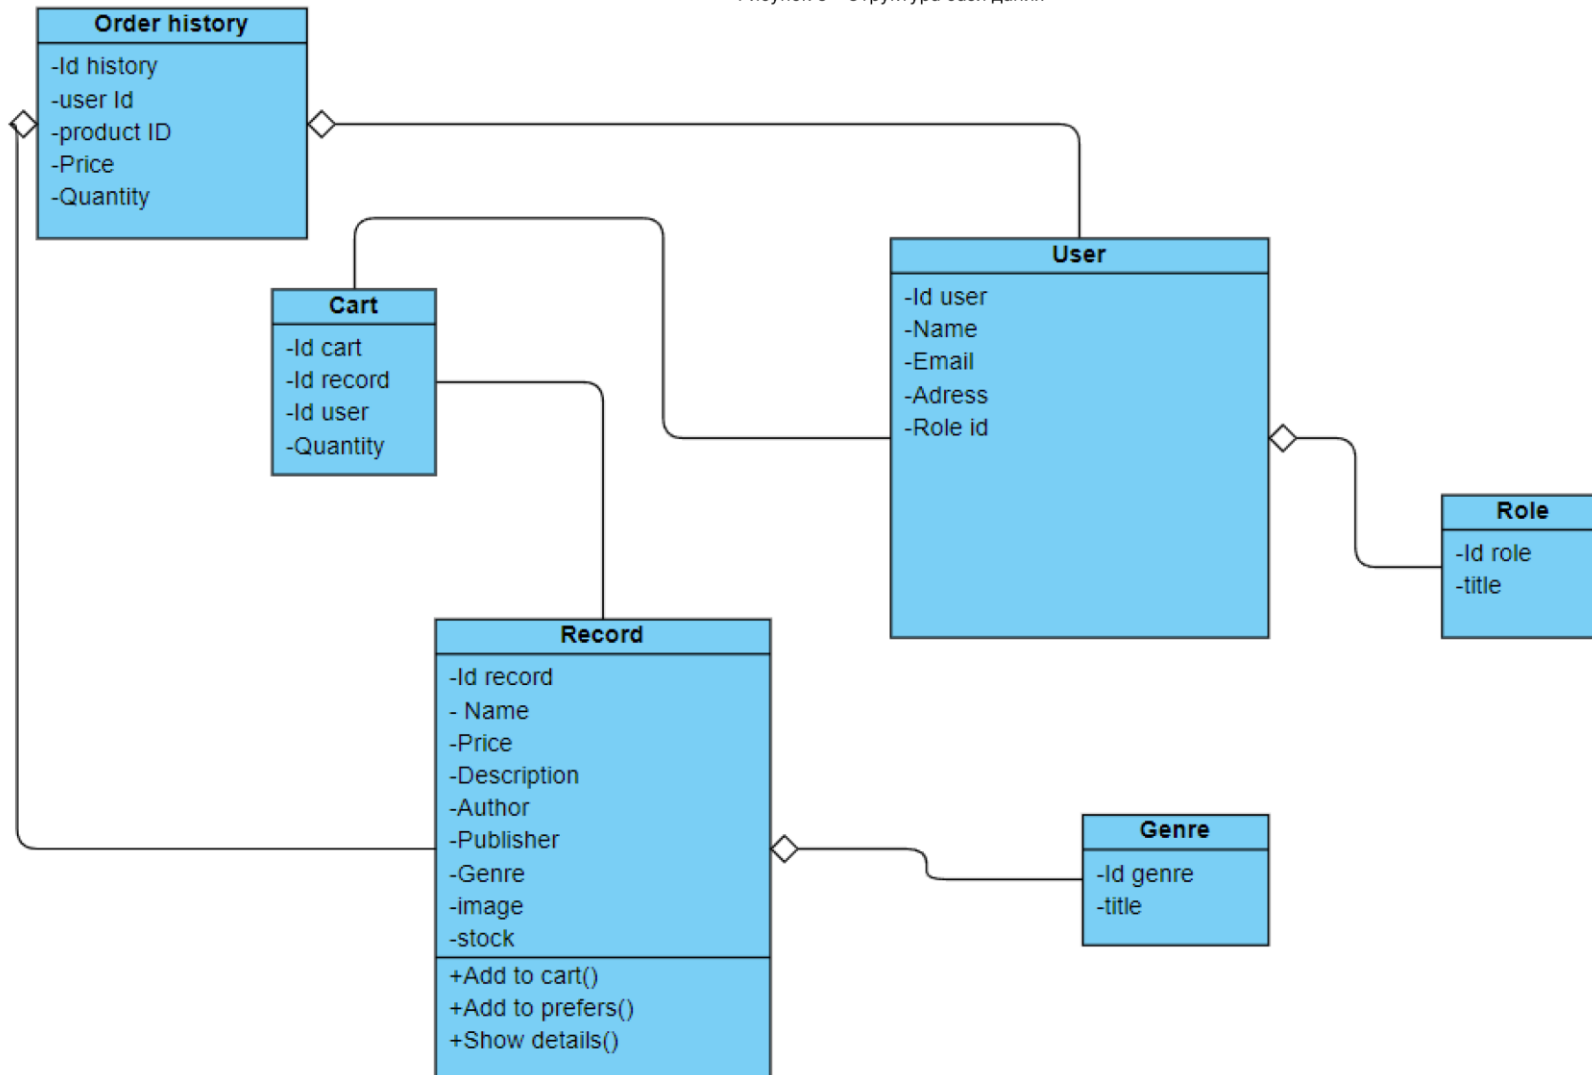 Order history
-Id history
-user Id
-product ID
-Price
-Quantity
Cart
-Id cart
-Id record
-Id user
-Quantity
User
-Id user
-Name
-Email
-Adress
-Role id
Role
-Id role
-title
Record
-Id record
- Name
-Price
-Description
-Author
-Publisher
-Genre
-image
-stock
+Add to cart()
+Add to prefers()
+Show details()
Genre
-Id genre
-title